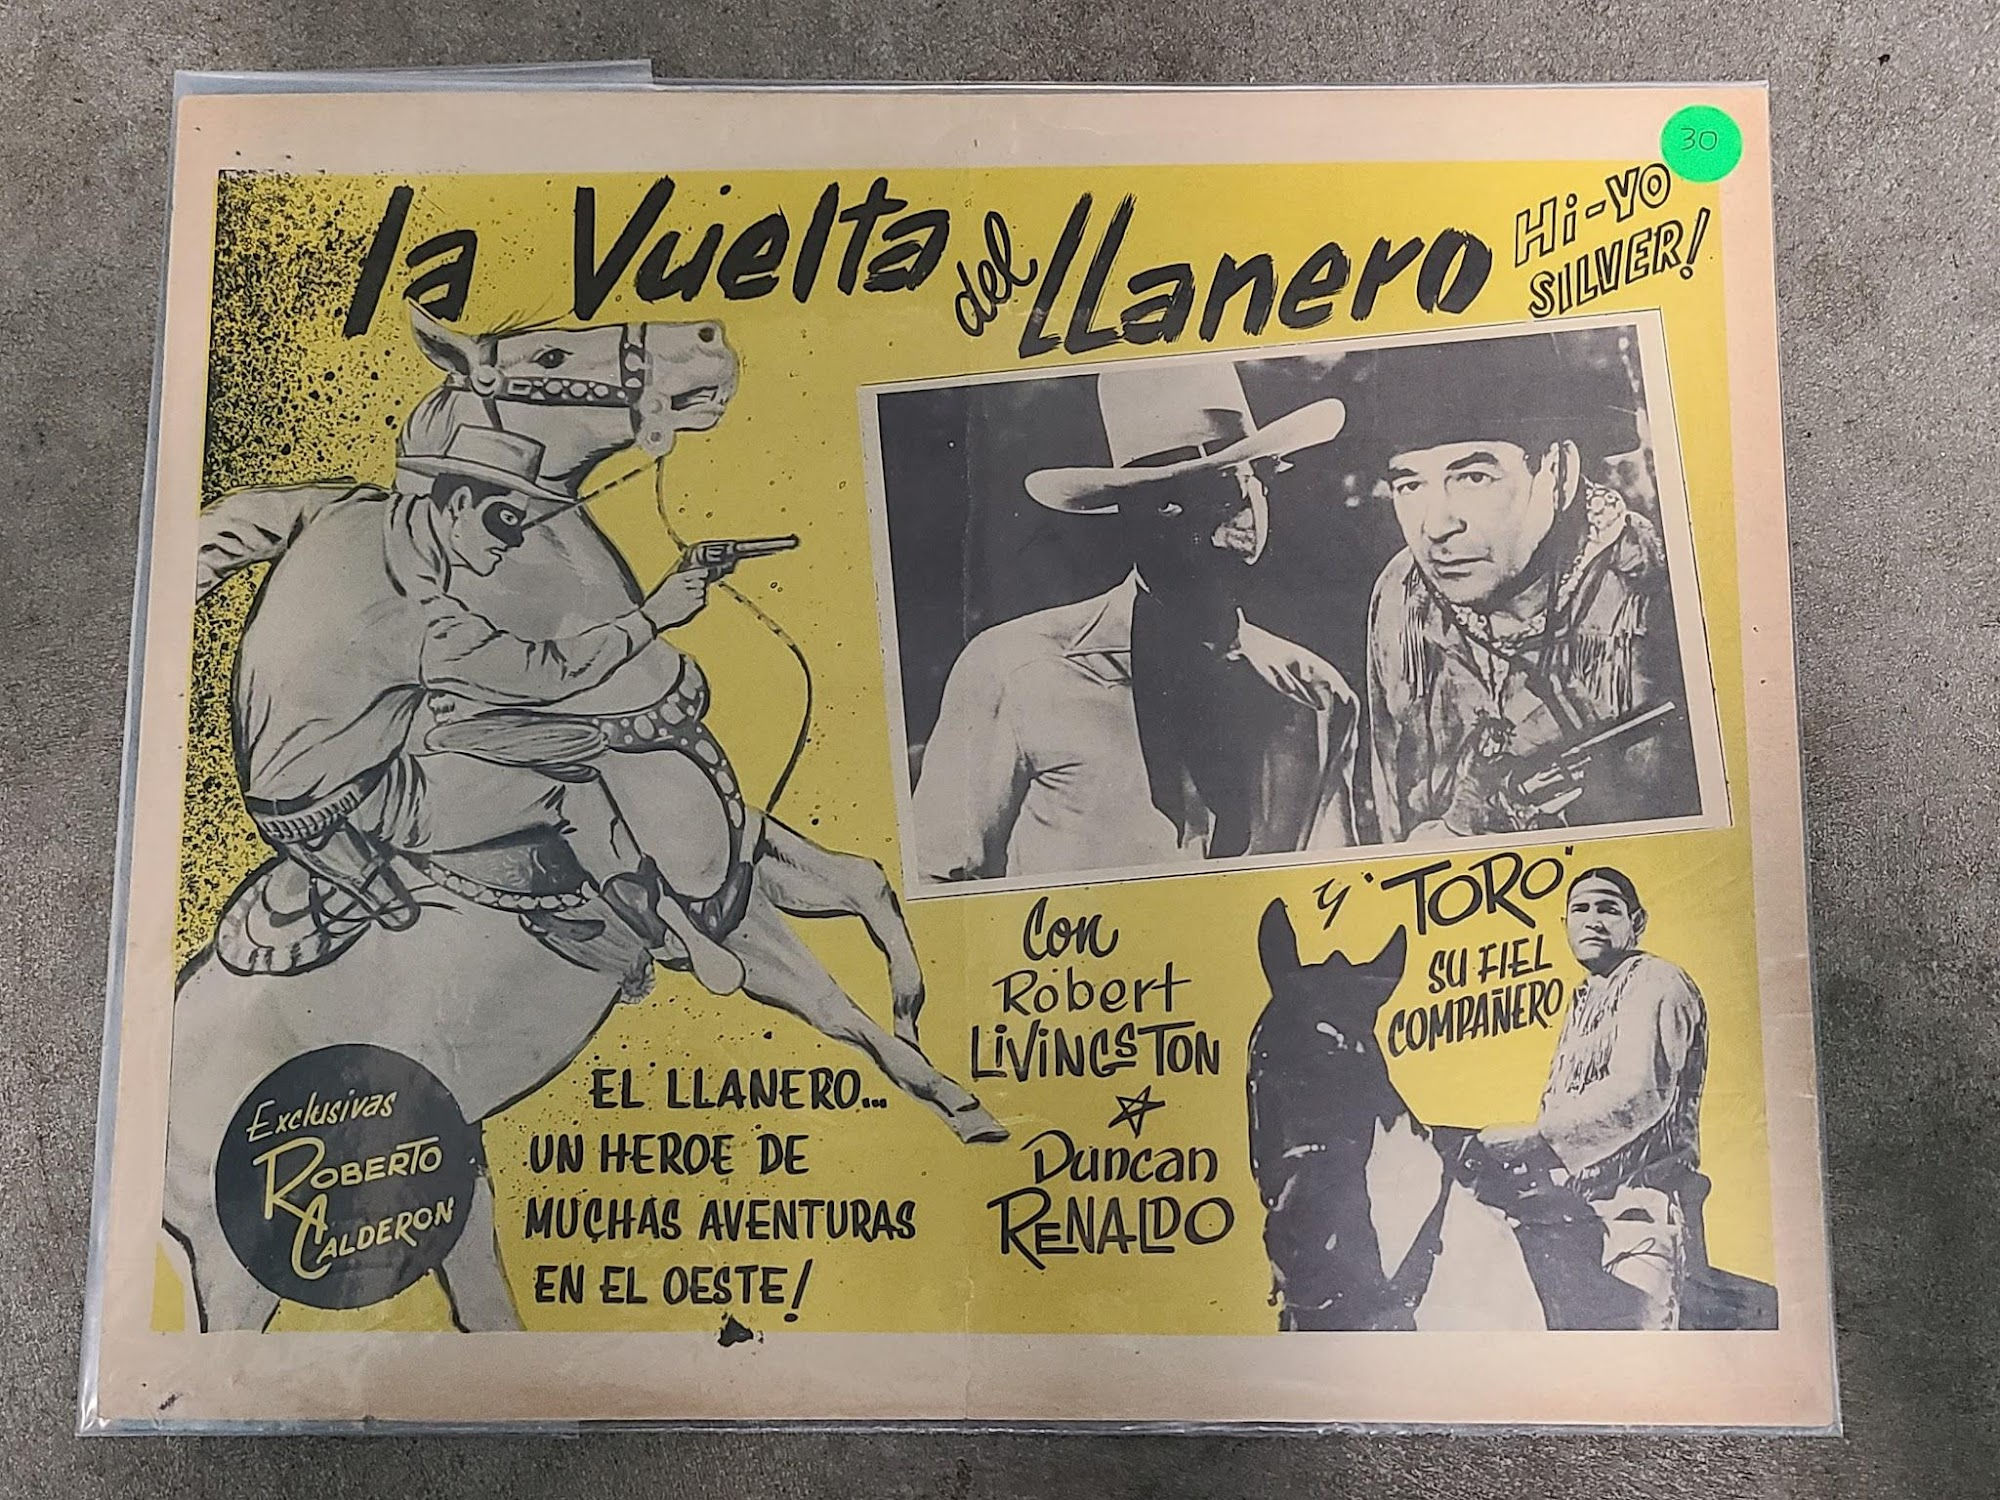 la Vuelta del Llanero
Hi-YO
SILVER!
30
Con
Robert
Livingston
Duncan
Renaldo
y "TORO"
SU FIEL
COMPAÑERO
EL LLANERO...
UN HEROE DE
MUCHAS AVENTURAS
EN EL OESTE!
Exclusivas
Roberto
Calderon